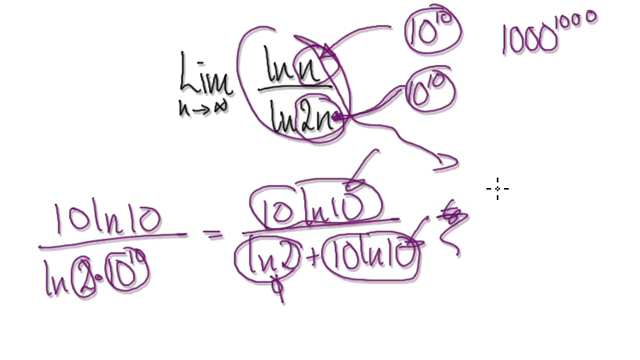 10^10 1000^1000
Lim n→∞ ln n / ln 2n
10^10
10 ln 10 / ln 2·10^10 = 10 ln 10 / ln 2 + 10 ln 10